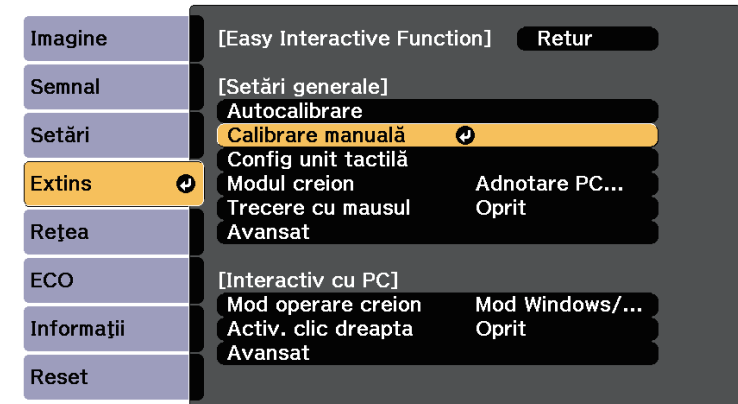 Imagine
Semnal
Setări
Extins
Reţea
ECO
Informaţii
Reset
[Easy Interactive Function] Retur
[Setări generale]
Autocalibrare
Calibrare manuală
Config unit tactilă
Modul creion Adnotare PC...
Trecere cu mausul Oprit
Avansat
[Interactiv cu PC]
Mod operare creion Mod Windows/...
Activ. clic dreapta Oprit
Avansat